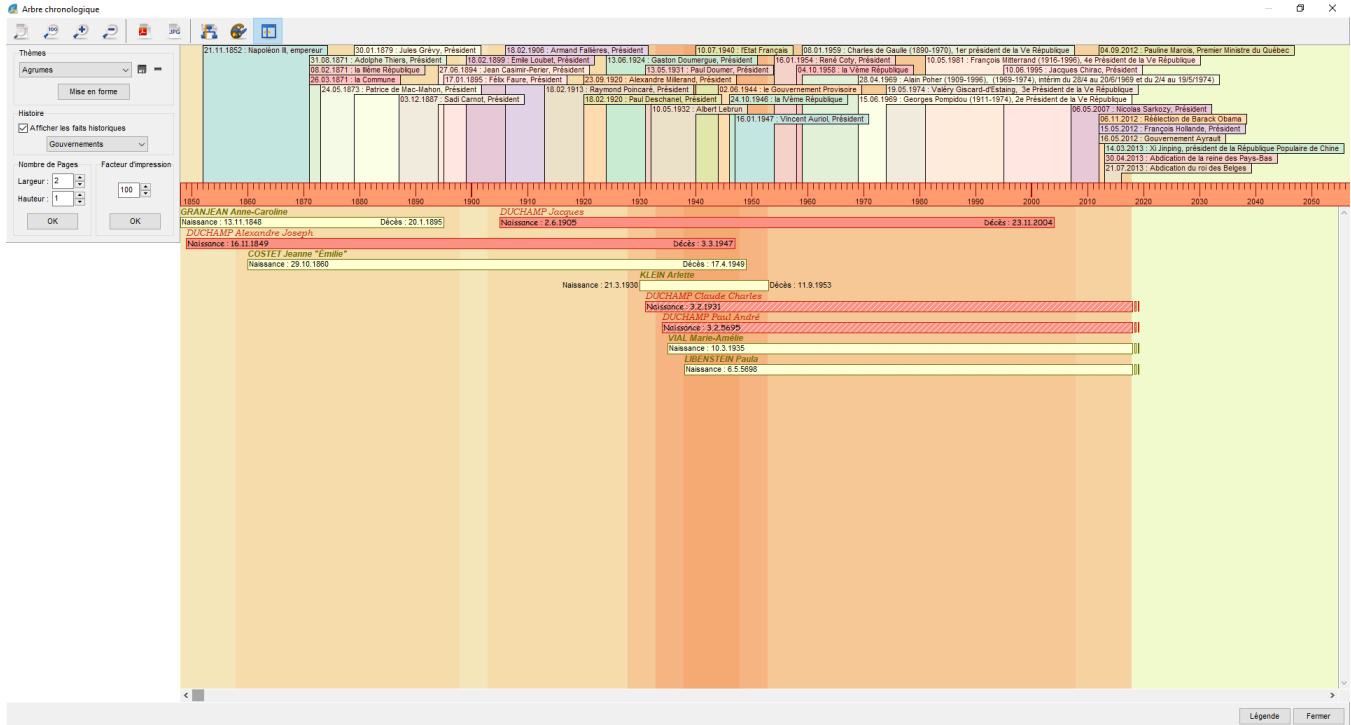 Arbre chronologique
100
JPG
Thèmes
Agrumes
Mise en forme
Histoire
Afficher les faits historiques
Gouvernements
Nombre de Pages
Facteur d'impression
Largeur : 2
100
Hauteur : 1
OK
OK
21.11.1852 : Napoléon III, empereur
30.01.1879 : Jules Grévy, Président
18.02.1906 : Armand Fallières, Président
10.07.1940 : l'Etat Français
08.01.1959 : Charles de Gaulle (1890-1970), 1er président de la Ve République
04.09.2012 : Pauline Marois, Premier Ministre du Québec
31.08.1871 : Adolphe Thiers, Président
18.02.1899 : Emile Loubet, Président
13.06.1924 : Gaston Doumergue, Président
16.01.1954 : René Coty, Président
10.05.1981 : François Mitterrand (1916-1996), 4e Président de la Ve République
08.02.1871 : la IIIème République
27.06.1894 : Jean Casimir-Perier, Président
13.05.1931 : Paul Doumer, Président
04.10.1958 : la Vème République
10.06.1995 : Jacques Chirac, Président
26.03.1871 : la Commune
17.01.1895 : Félix Faure, Président
23.09.1920 : Alexandre Millerand, Président
28.04.1969 : Alain Poher (1909-1996), (1969-1974), intérim du 28/4 au 20/6/1969 et du 2/4 au 19/5/1974)
24.05.1873 : Patrice de Mac-Mahon, Président
18.02.1913 : Raymond Poincaré, Président
02.06.1944 : le Gouvernement Provisoire
19.05.1974 : Valéry Giscard-d'Estaing, 3e Président de la Ve République
03.12.1887 : Sadi Carnot, Président
18.02.1920 : Paul Deschanel, Président
24.10.1946 : la IVème République
15.06.1969 : Georges Pompidou (1911-1974), 2e Président de la Ve République
10.05.1932 : Albert Lebrun
06.05.2007 : Nicolas Sarkozy, Président
16.01.1947 : Vincent Auriol, Président
06.11.2012 : Réélection de Barack Obama
15.05.2012 : François Hollande, Président
16.05.2012 : Gouvernement Ayrault
14.03.2013 : Xi Jinping, président de la République Populaire de Chine
30.04.2013 : Abdication de la reine des Pays-Bas
21.07.2013 : Abdication du roi des Belges
1850 1860 1870 1880 1890 1900 1910 1920 1930 1940 1950 1960 1970 1980 1990 2000 2010 2020 2030 2040 2050
GRANJEAN Anne-Caroline
DUCHAMP Jacques
Naissance : 13.11.1848 Décès : 20.1.1895
Naissance : 2.6.1905 Décès : 23.11.2004
DUCHAMP Alexandre Joseph
Naissance : 16.11.1849 Décès : 3.3.1947
COSTET Jeanne "Émilie"
Naissance : 29.10.1860 Décès : 17.4.1949
KLEIN Arlette
Naissance : 21.3.1930 Décès : 11.9.1953
DUCHAMP Claude Charles
Naissance : 3.2.1931
DUCHAMP Paul André
Naissance : 3.2.5695
VIAL Marie-Amélie
Naissance : 10.3.1935
LIBENSTEIN Paula
Naissance : 6.5.5698
Légende
Fermer